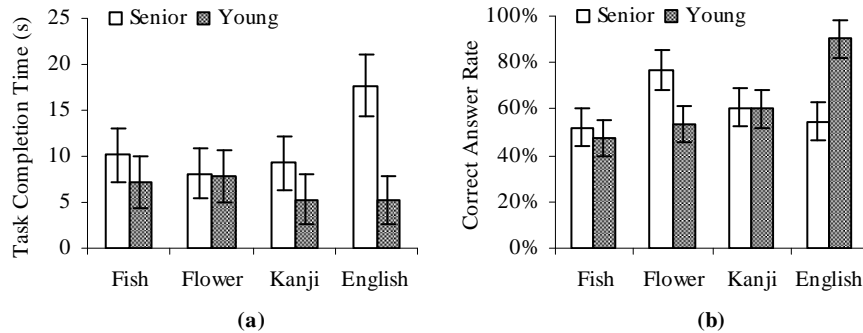 Task Completion Time (s)
25
20
15
10
5
0
Senior Young
Fish Flower Kanji English
(a)
Correct Answer Rate
100%
80%
60%
40%
20%
0%
Senior Young
Fish Flower Kanji English
(b)